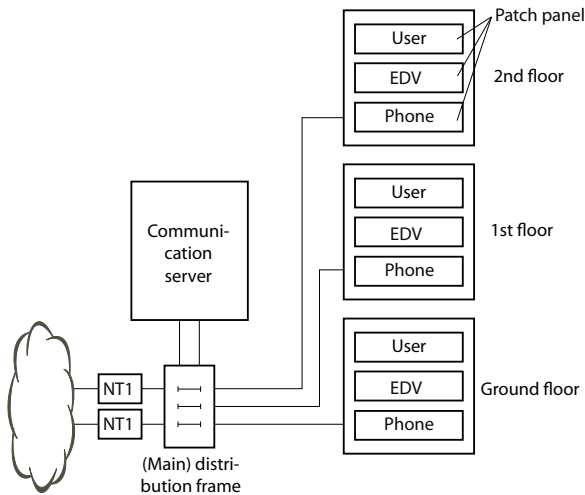 Patch panel
User
EDV
Phone
2nd floor
User
EDV
Phone
1st floor
Communi-
cation
server
User
EDV
Phone
Ground floor
NT1
NT1
(Main) distri-
bution frame